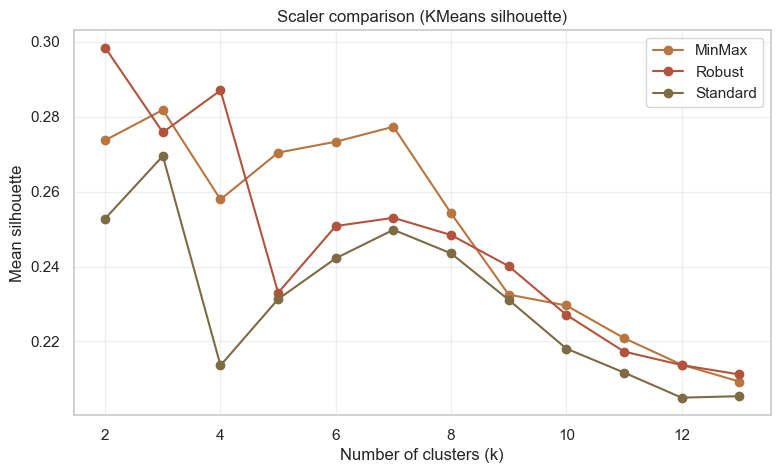 Scaler comparison (KMeans silhouette)
MinMax
Robust
Standard
Mean silhouette
0.30
0.28
0.26
0.24
0.22
2 4 6 8 10 12
Number of clusters (k)